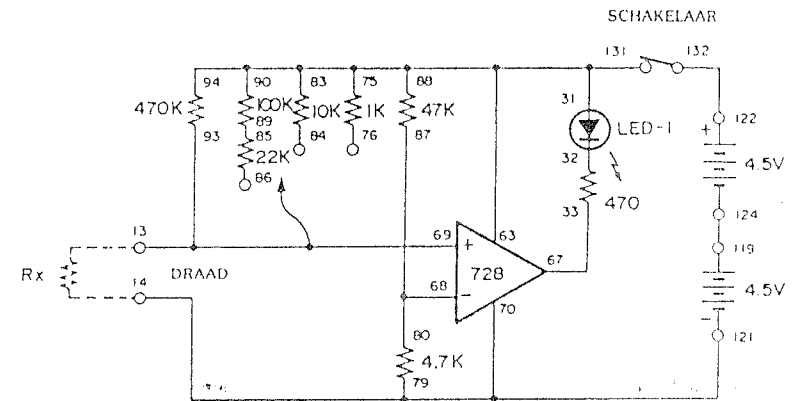 SCHAKELAAR
131 132
94 90 83 75 88
470K 100K 10K 1K 47K
93 89 84 76 87
85
22K
86
31
LED-1
32
470
33
+ 122
4.5V
124
119
4.5V
- 121
13
Rx DRAAD
14
69 + 63
728 67
68 - 70
80
4.7K
79